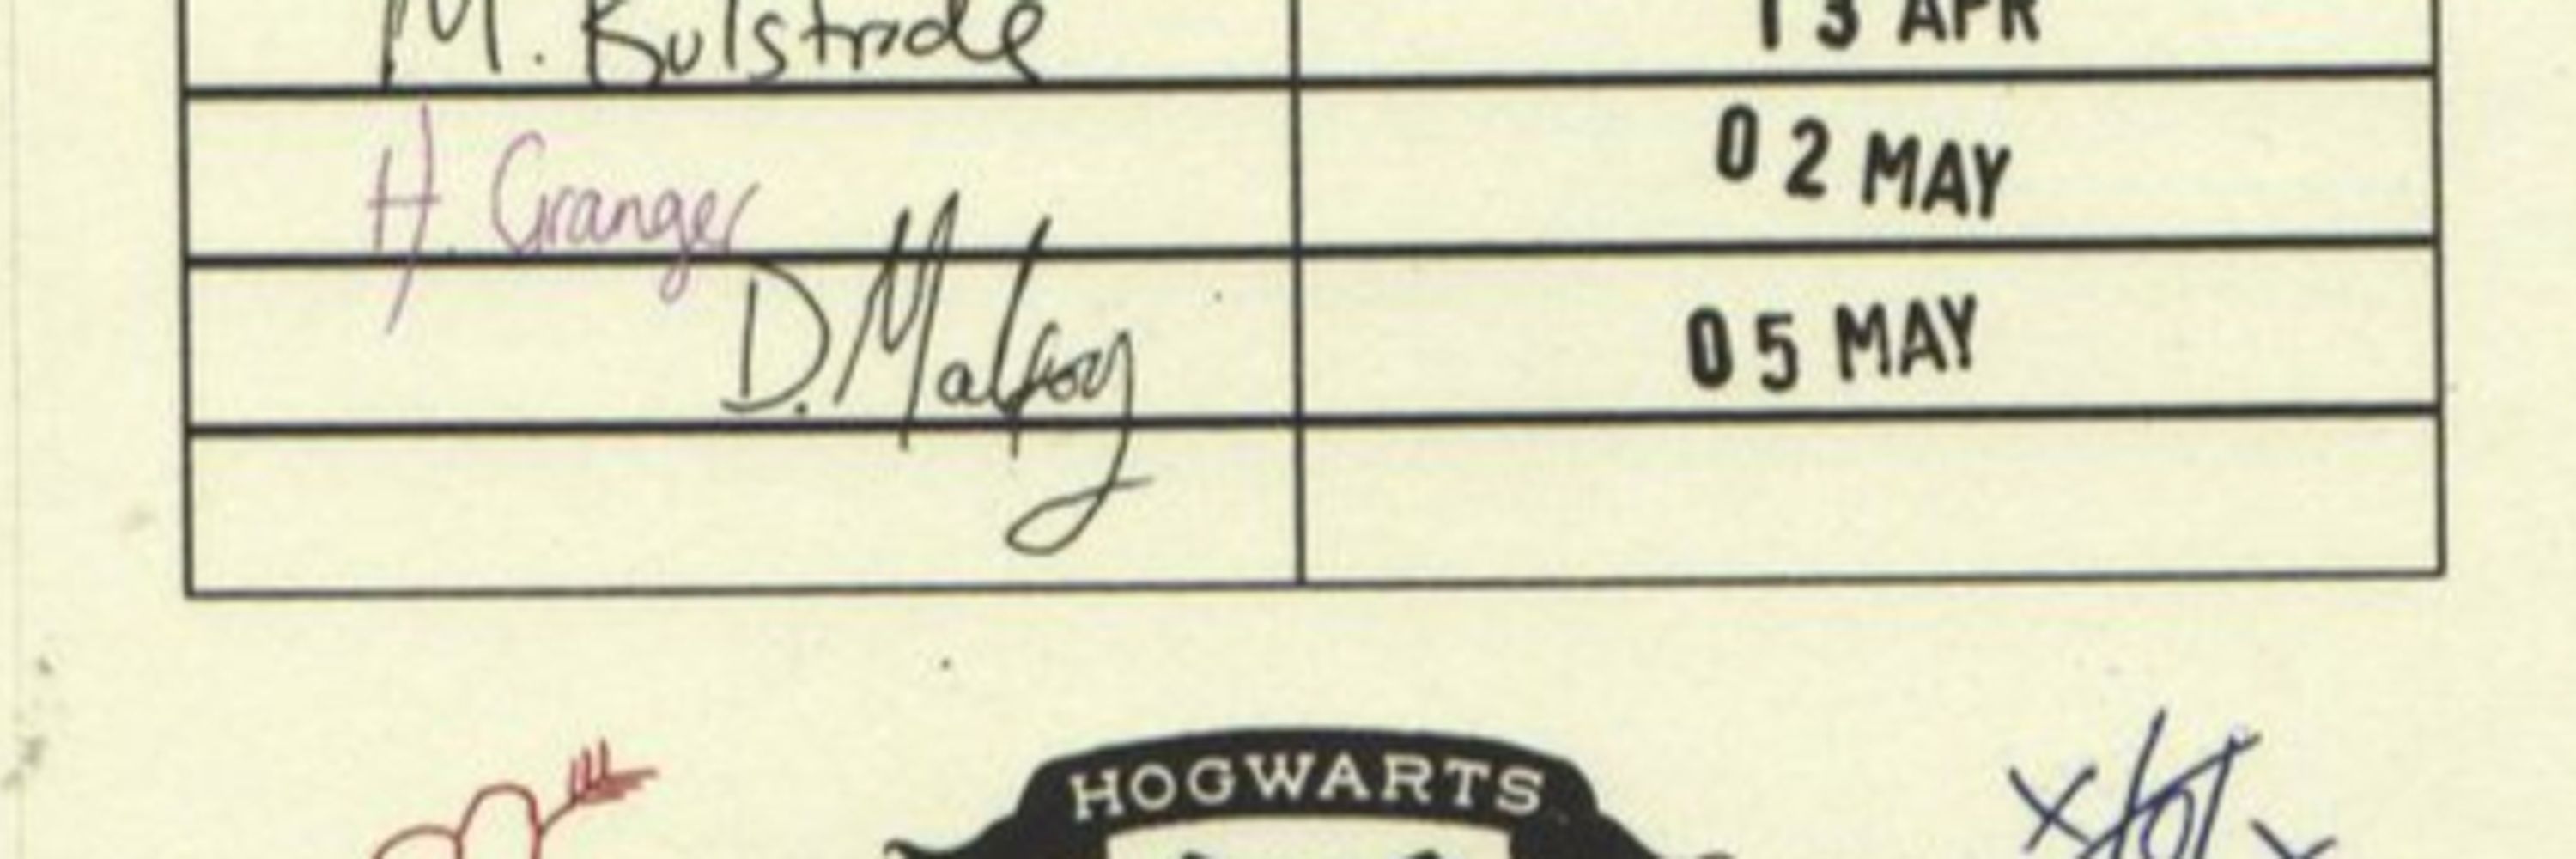 M. Bulstrode 13 APR
H. Granger 02 MAY
D. Malfoy 05 MAY
HOGWARTS